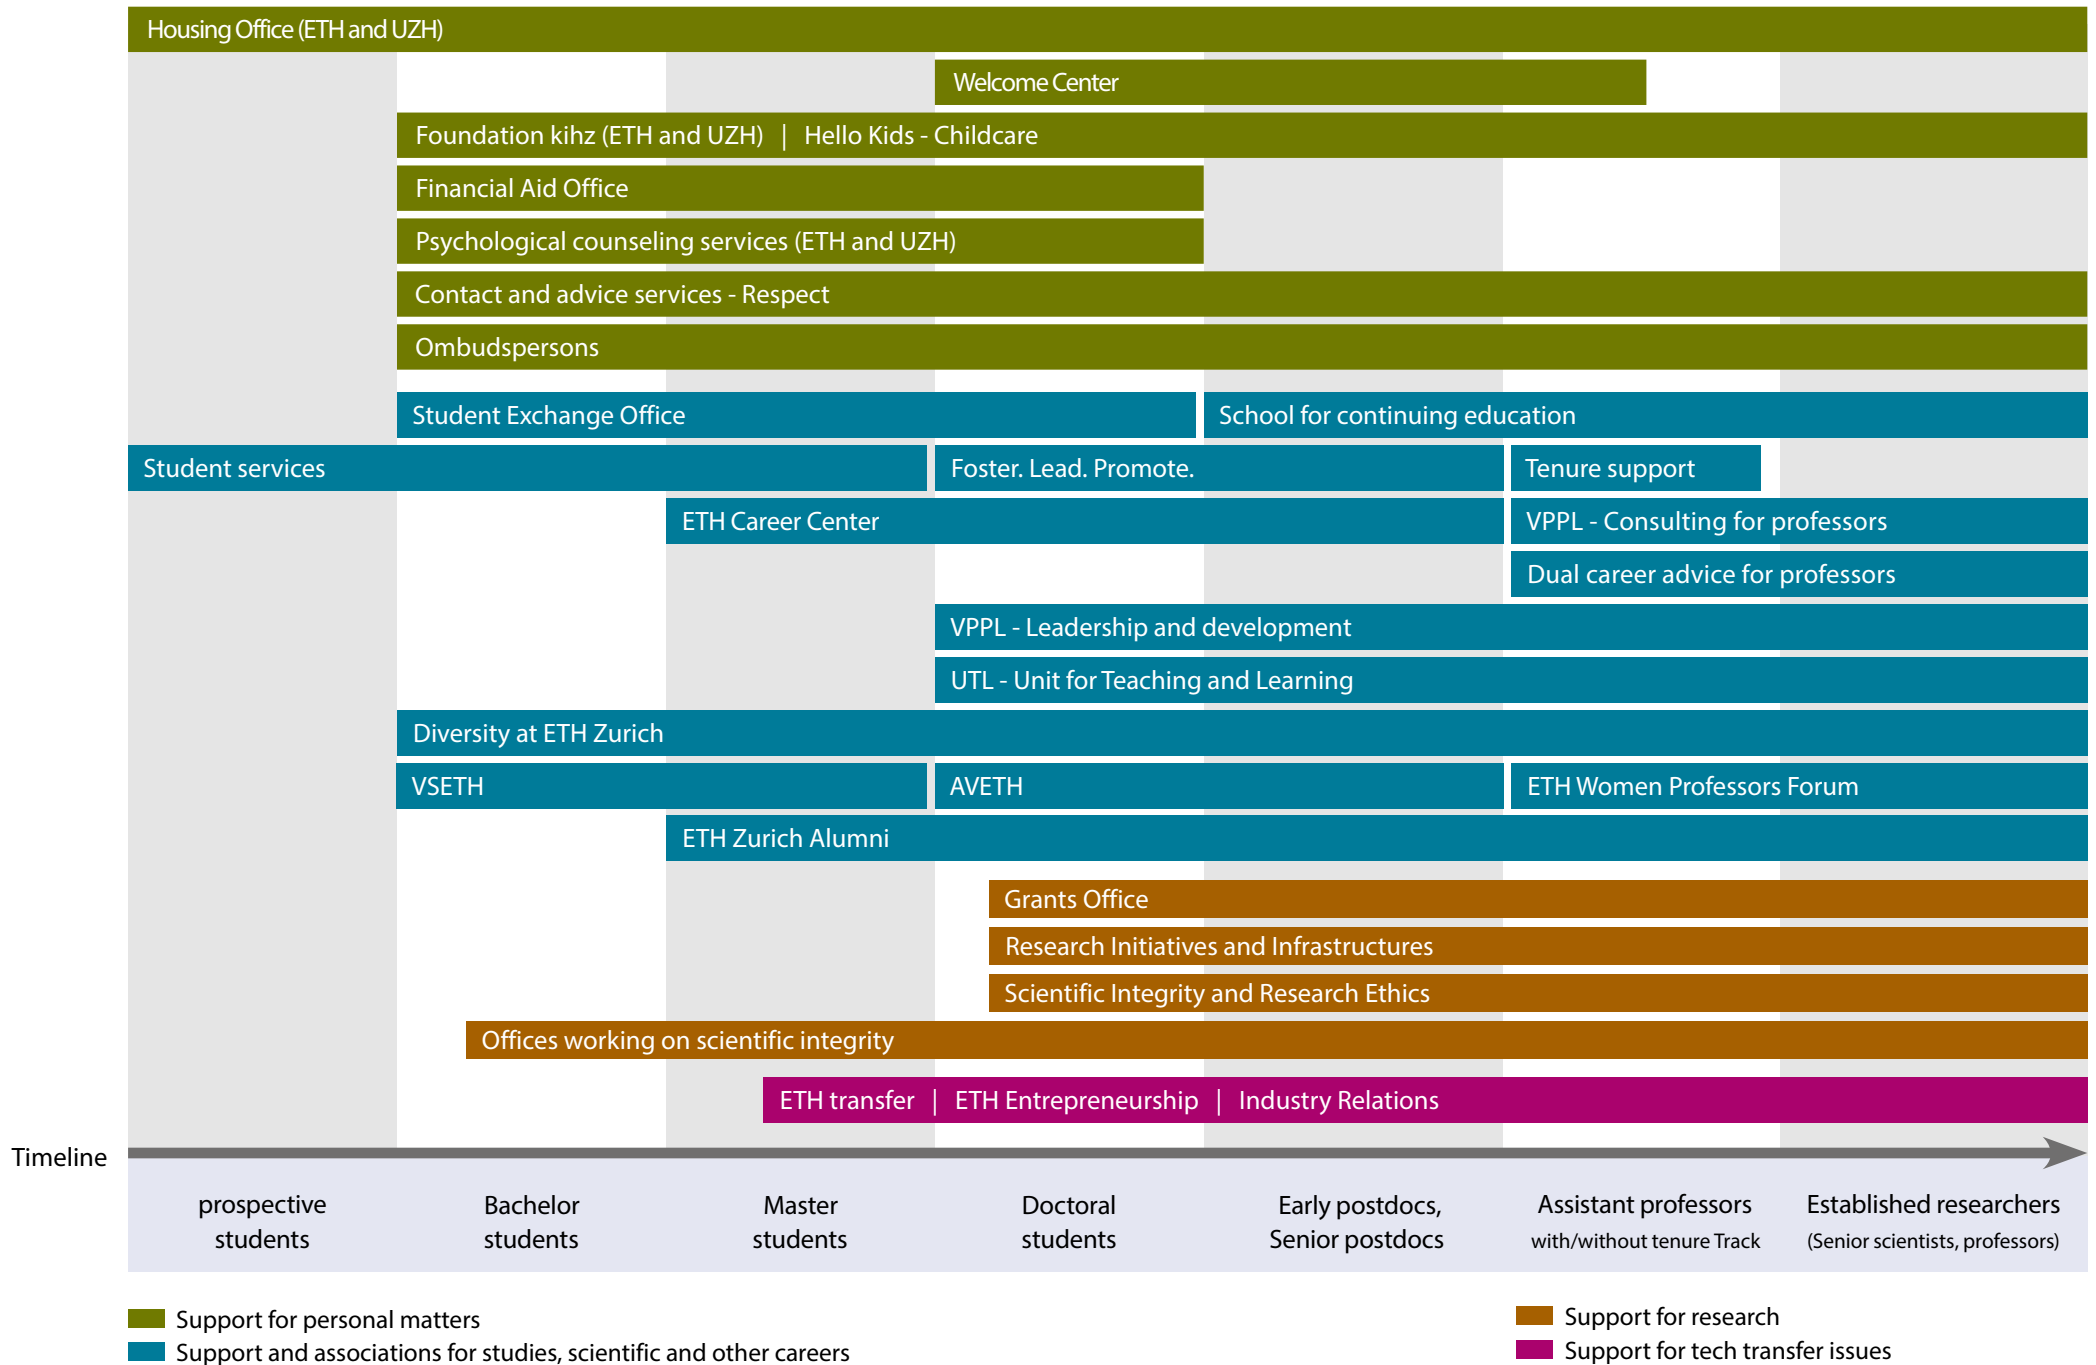 Housing Office (ETH and UZH)
Welcome Center
Foundation kihz (ETH and UZH) | Hello Kids - Childcare
Financial Aid Office
Psychological counseling services (ETH and UZH)
Contact and advice services - Respect
Ombudspersons
Student Exchange Office
School for continuing education
Student services
Foster. Lead. Promote.
Tenure support
ETH Career Center
VPPL - Consulting for professors
Dual career advice for professors
VPPL - Leadership and development
UTL - Unit for Teaching and Learning
Diversity at ETH Zurich
VSETH
AVETH
ETH Women Professors Forum
ETH Zurich Alumni
Grants Office
Research Initiatives and Infrastructures
Scientific Integrity and Research Ethics
Offices working on scientific integrity
ETH transfer | ETH Entrepreneurship | Industry Relations
Timeline
prospective
students
Bachelor
students
Master
students
Doctoral
students
Early postdocs,
Senior postdocs
Assistant professors
with/without tenure Track
Established researchers
(Senior scientists, professors)
Support for personal matters
Support and associations for studies, scientific and other careers
Support for research
Support for tech transfer issues